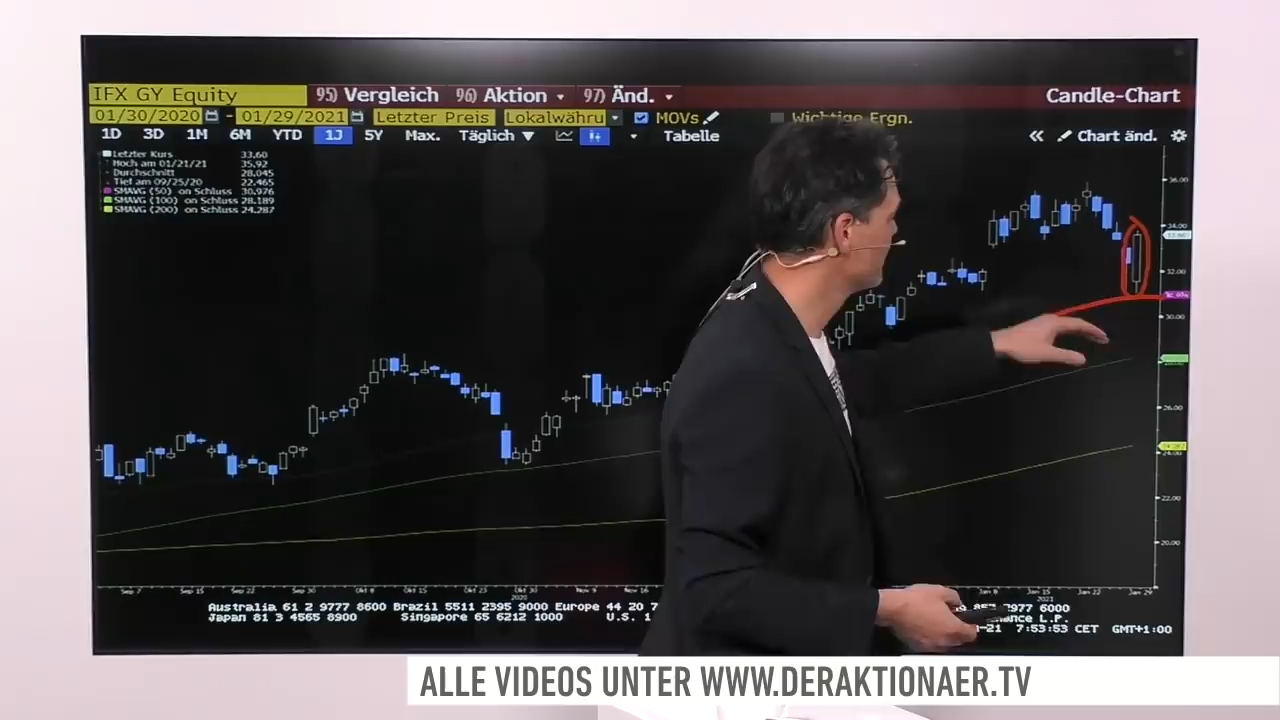 IFX GY Equity 95) Vergleich 96) Aktion 97) Änd. Candle-Chart
01/30/2020 - 01/29/2021 Letzter Preis Lokalwähru MOVs Wichtige Ergn.
1D 3D 1M 6M YTD 1J 5Y Max. Täglich Tabelle « Chart änd.
Letzter Kurs 33.60
Hoch am 01/21/21 35.92
Durchschnitt 28.045
Tief am 09/25/20 22.465
SMAVG (50) on Schluss 30.976
SMAVG (100) on Schluss 28.189
SMAVG (200) on Schluss 24.287
36.00
34.00
32.00
30.00
26.00
24.00
22.00
20.00
Sep 7 Sep 15 Sep 22 Sep 30 Okt 8 Okt 15 Okt 30 Nov 9 Nov 16 Jan 8 Jan 15 Jan 22 Jan 29
2020 2021
Australia 61 2 9777 8600 Brazil 5511 2395 9000 Europe 44 20 7 977 6000
Japan 81 3 4565 8900 Singapore 65 6212 1000 U.S. 1 nance L.P.
-21 7:53:53 CET GMT+1:00
ALLE VIDEOS UNTER WWW.DERAKTIONAER.TV